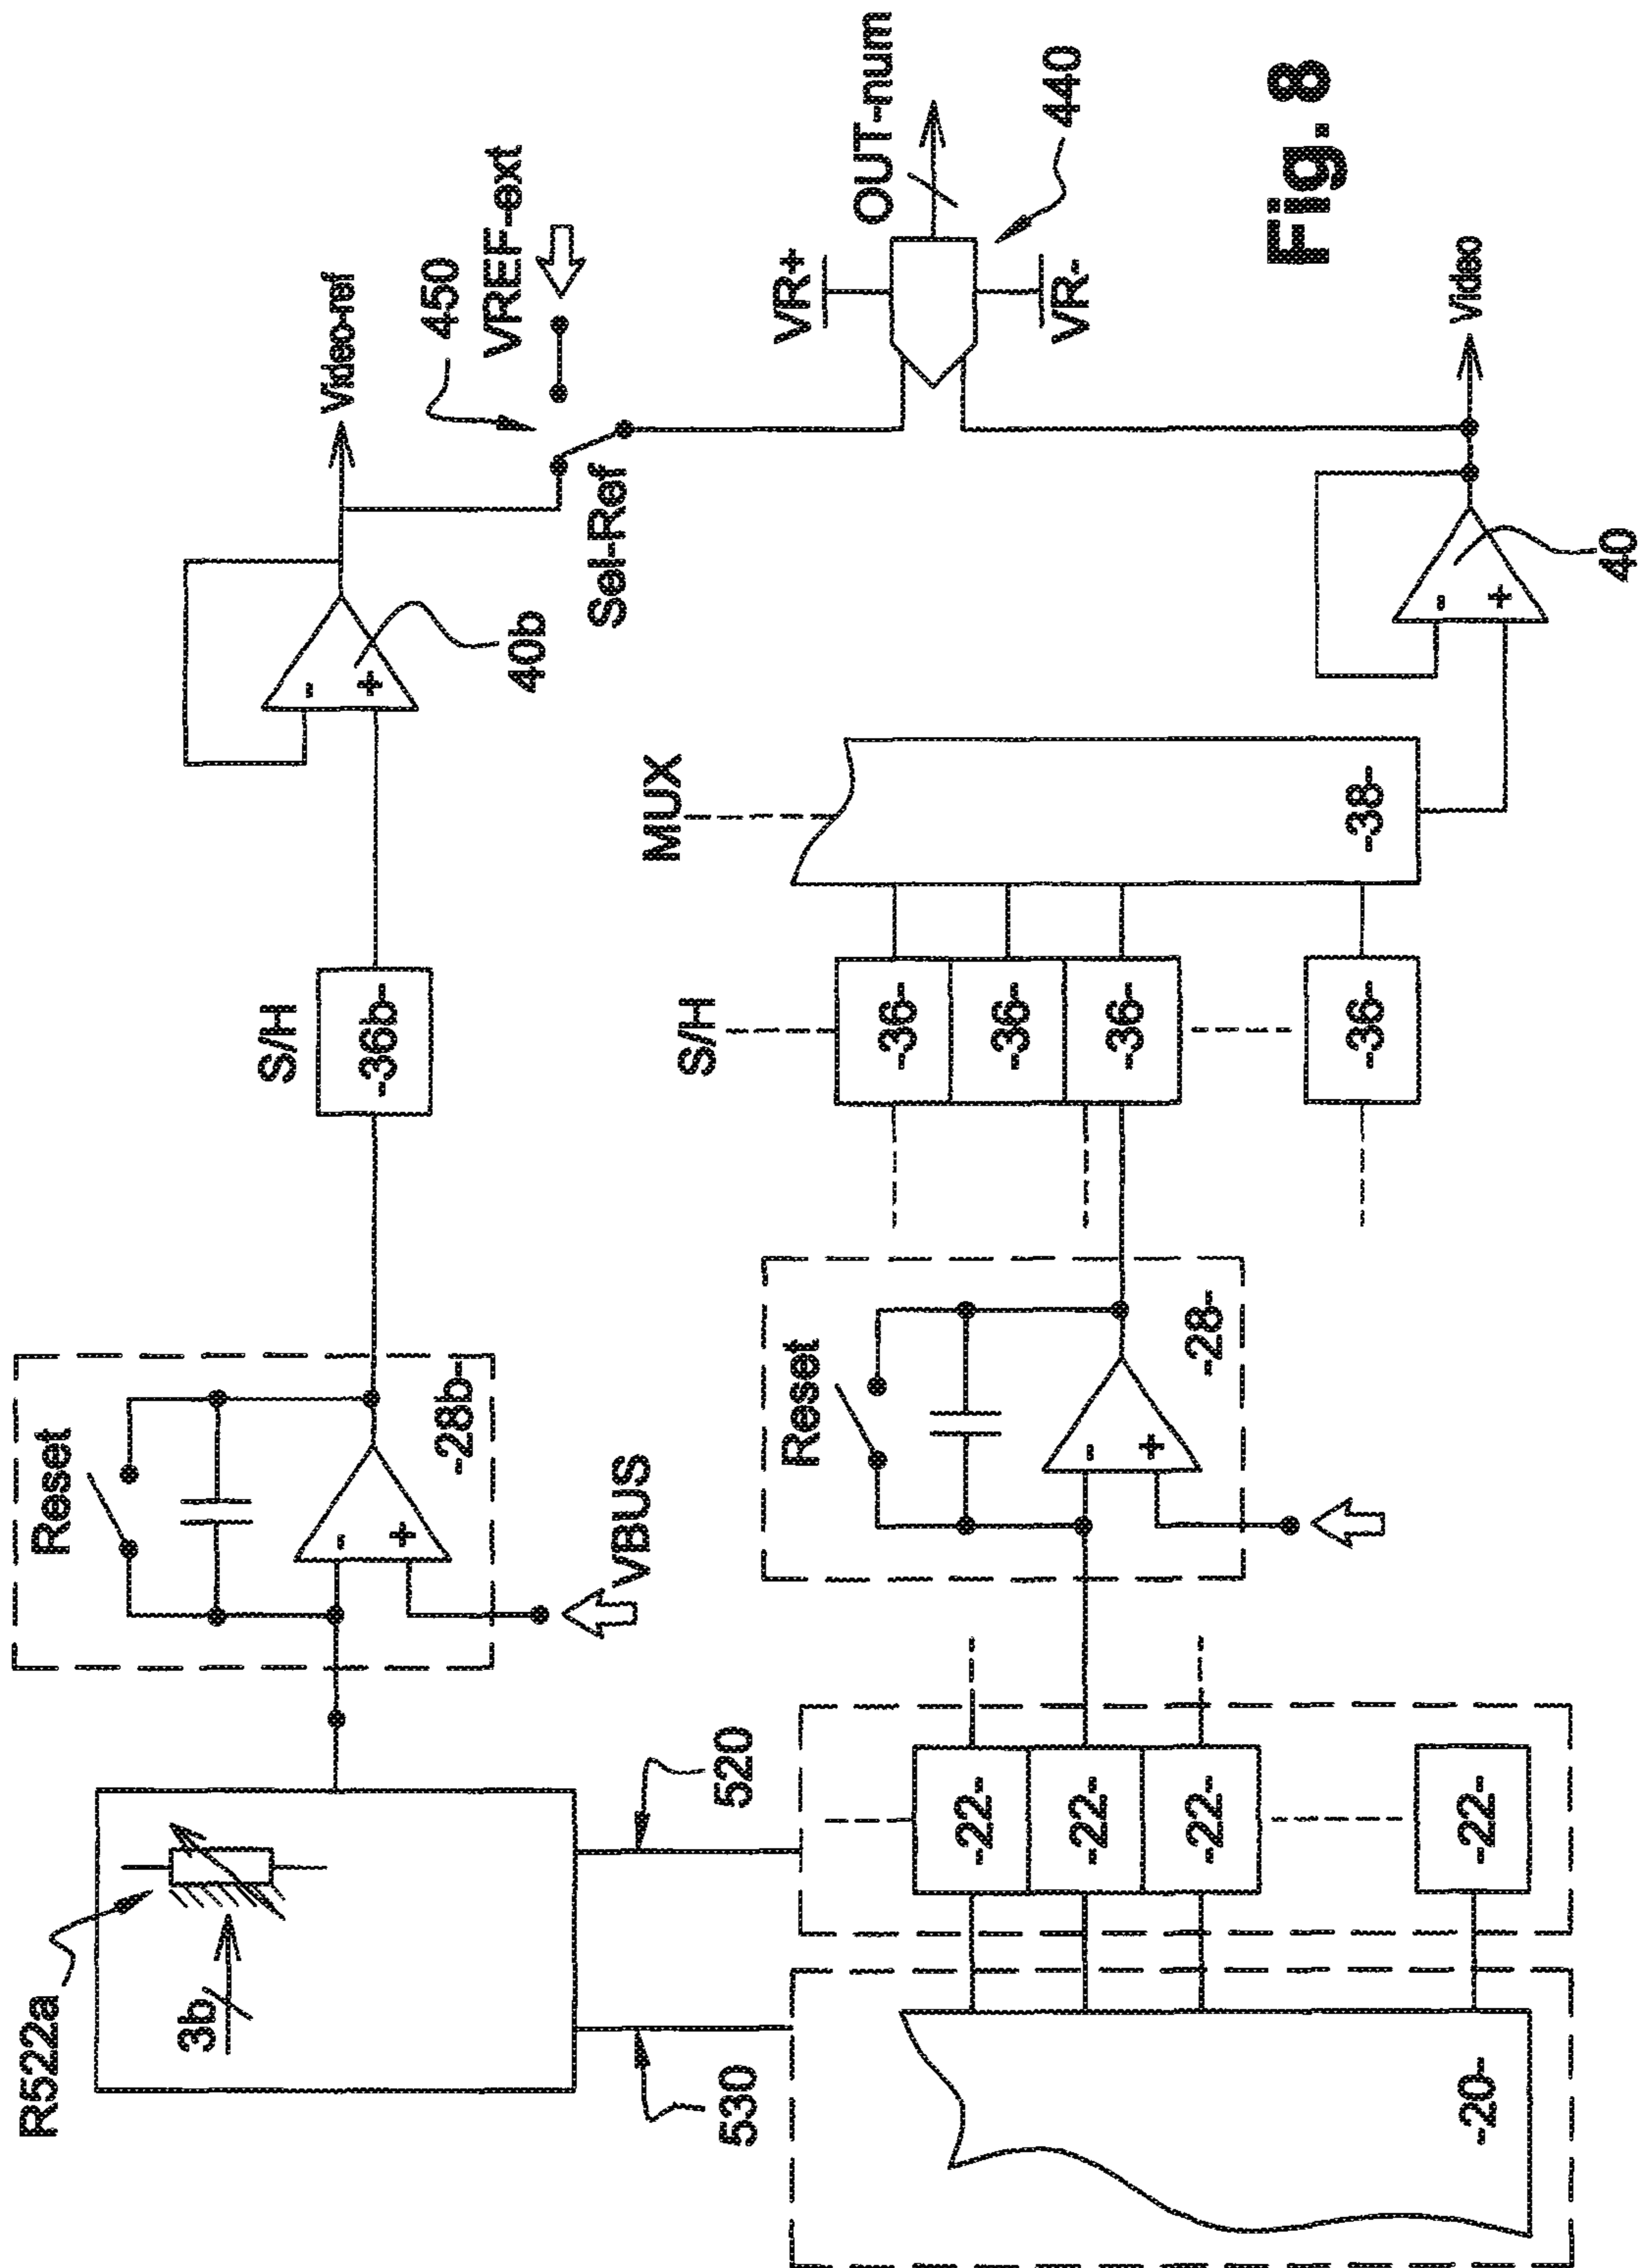 R522a
3b
530
520
Reset
-28b-
VBUS
S/H
-36b-
40b
Video-ref
450
VREF-ext
Sel-Ref
VR+
OUT-num
VR-
440
-20-
-22-
-22-
-22-
-22-
Reset
-28-
S/H
-36-
-36-
-36-
-36-
MUX
-38-
40
Video
Fig. 8